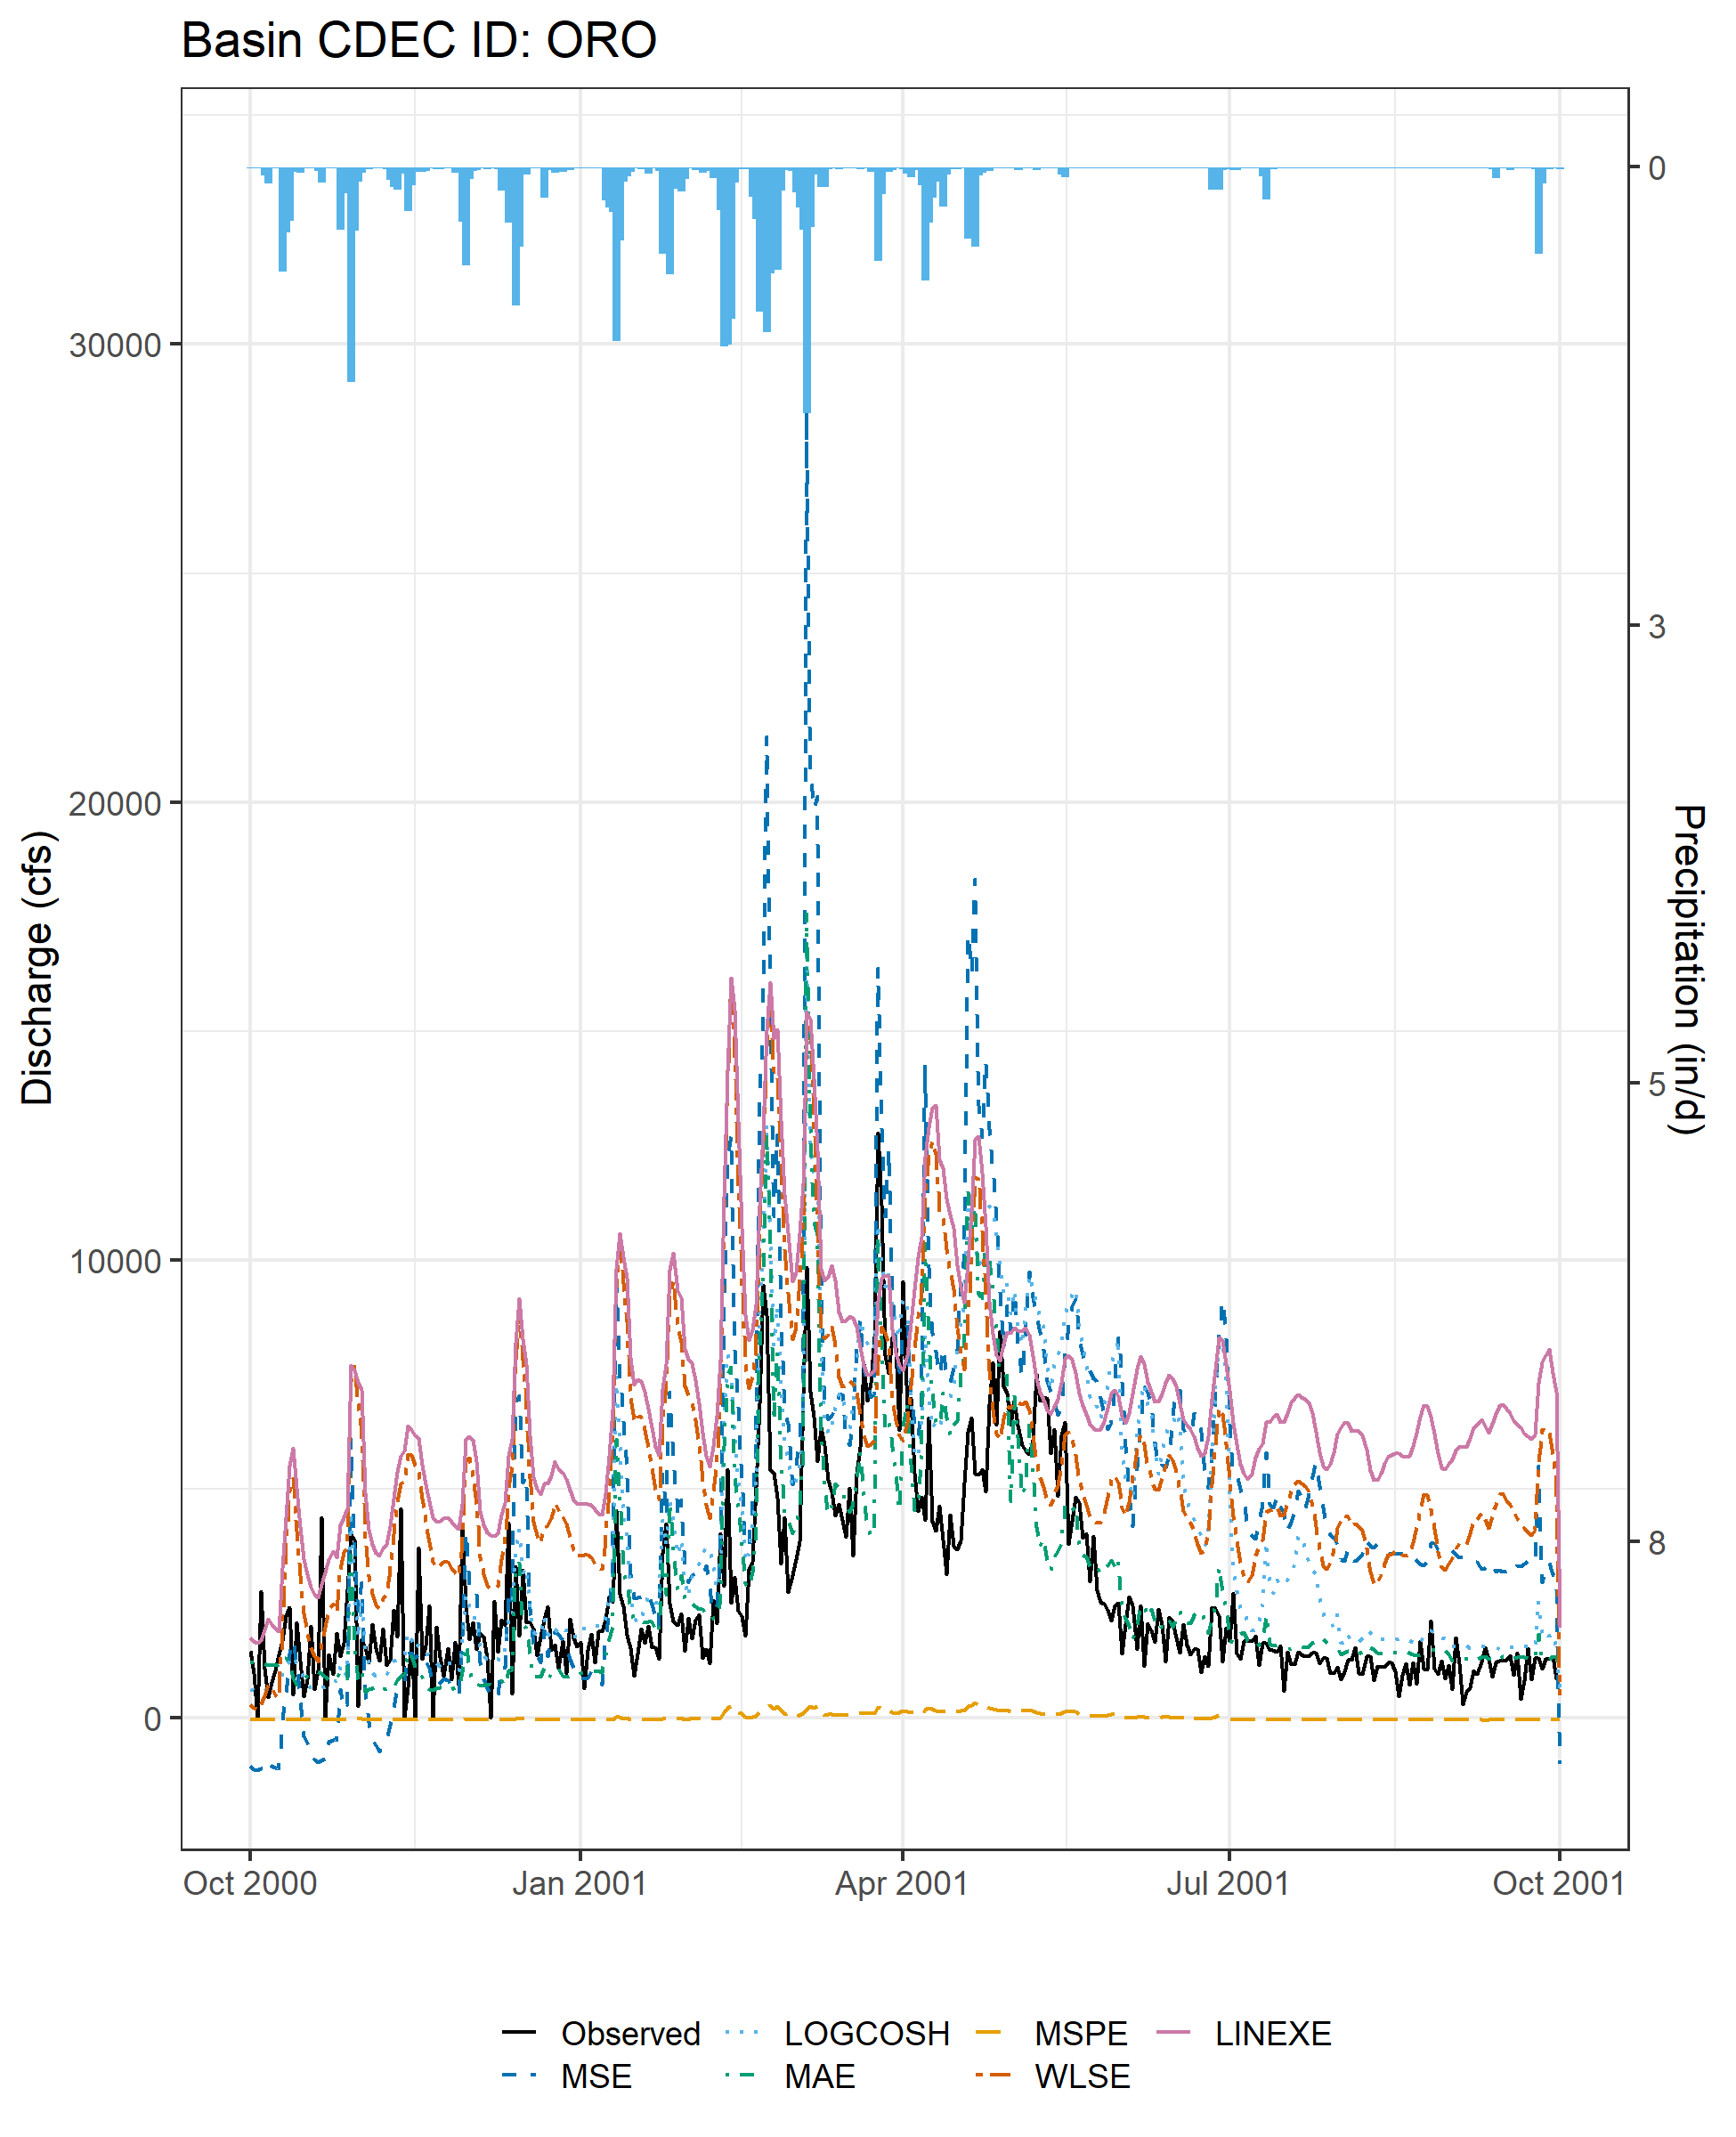 Basin CDEC ID: ORO
0
30000
3
20000
Discharge (cfs)
Precipitation (in/d)
5
10000
8
0
Oct 2000 Jan 2001 Apr 2001 Jul 2001 Oct 2001
Observed LOGCOSH MSPE LINEXE
MSE MAE WLSE